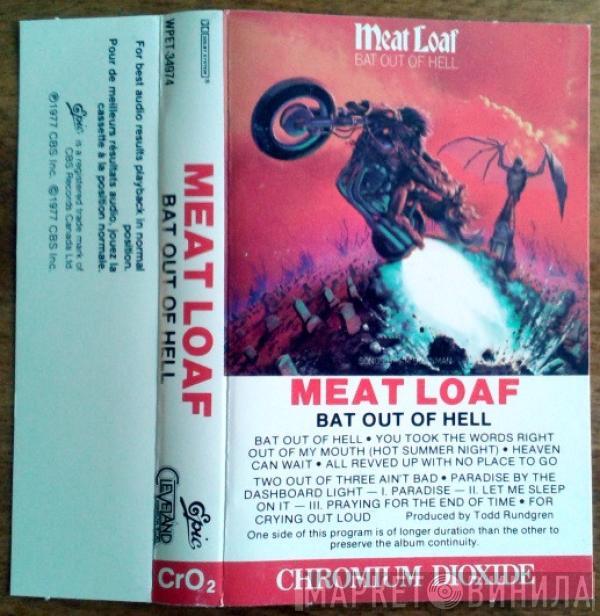 Meat Loaf
BAT OUT OF HELL
MEAT LOAF
BAT OUT OF HELL
BAT OUT OF HELL • YOU TOOK THE WORDS RIGHT
OUT OF MY MOUTH (HOT SUMMER NIGHT) • HEAVEN
CAN WAIT • ALL REVVED UP WITH NO PLACE TO GO
TWO OUT OF THREE AIN'T BAD • PARADISE BY THE
DASHBOARD LIGHT — I. PARADISE — II. LET ME SLEEP
ON IT — III. PRAYING FOR THE END OF TIME • FOR
CRYING OUT LOUD Produced by Todd Rundgren
One side of this program is of longer duration than the other to
preserve the album continuity.
CHROMIUM DIOXIDE
WPET 34974
DOLBY SYSTEM
MEAT LOAF
BAT OUT OF HELL
Epic
CLEVELAND
CrO2
For best audio results playback in normal
position.
Pour de meilleurs résultats audio, jouez la
cassette à la position normale.
Epic is a registered trade mark of
CBS Records Canada Ltd
℗1977 CBS Inc. ©1977 CBS Inc.
МАРКЕТ ВИНИЛА